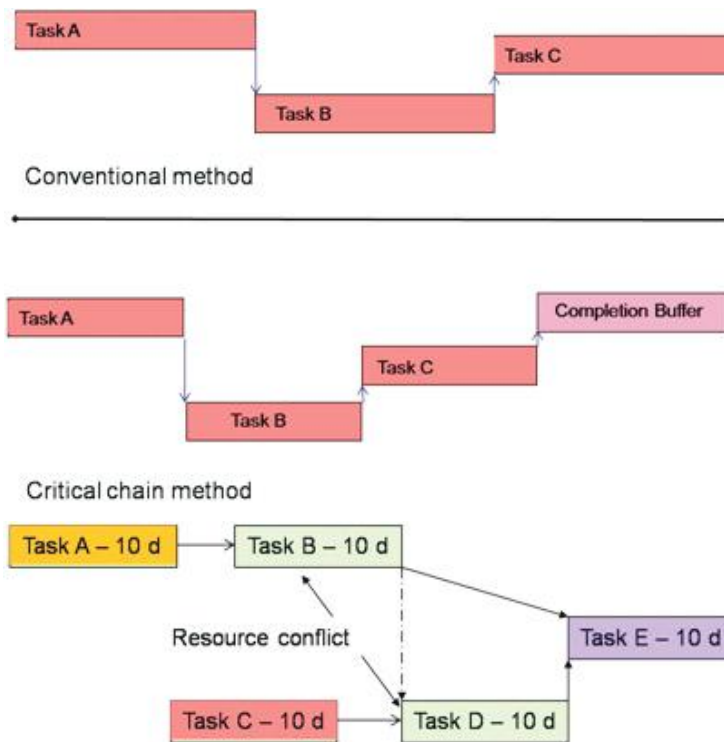 Task A
Task C
Task B
Conventional method
Task A
Completion Buffer
Task C
Task B
Critical chain method
Task A – 10 d
Task B – 10 d
Resource conflict
Task E – 10 d
Task C – 10 d
Task D – 10 d